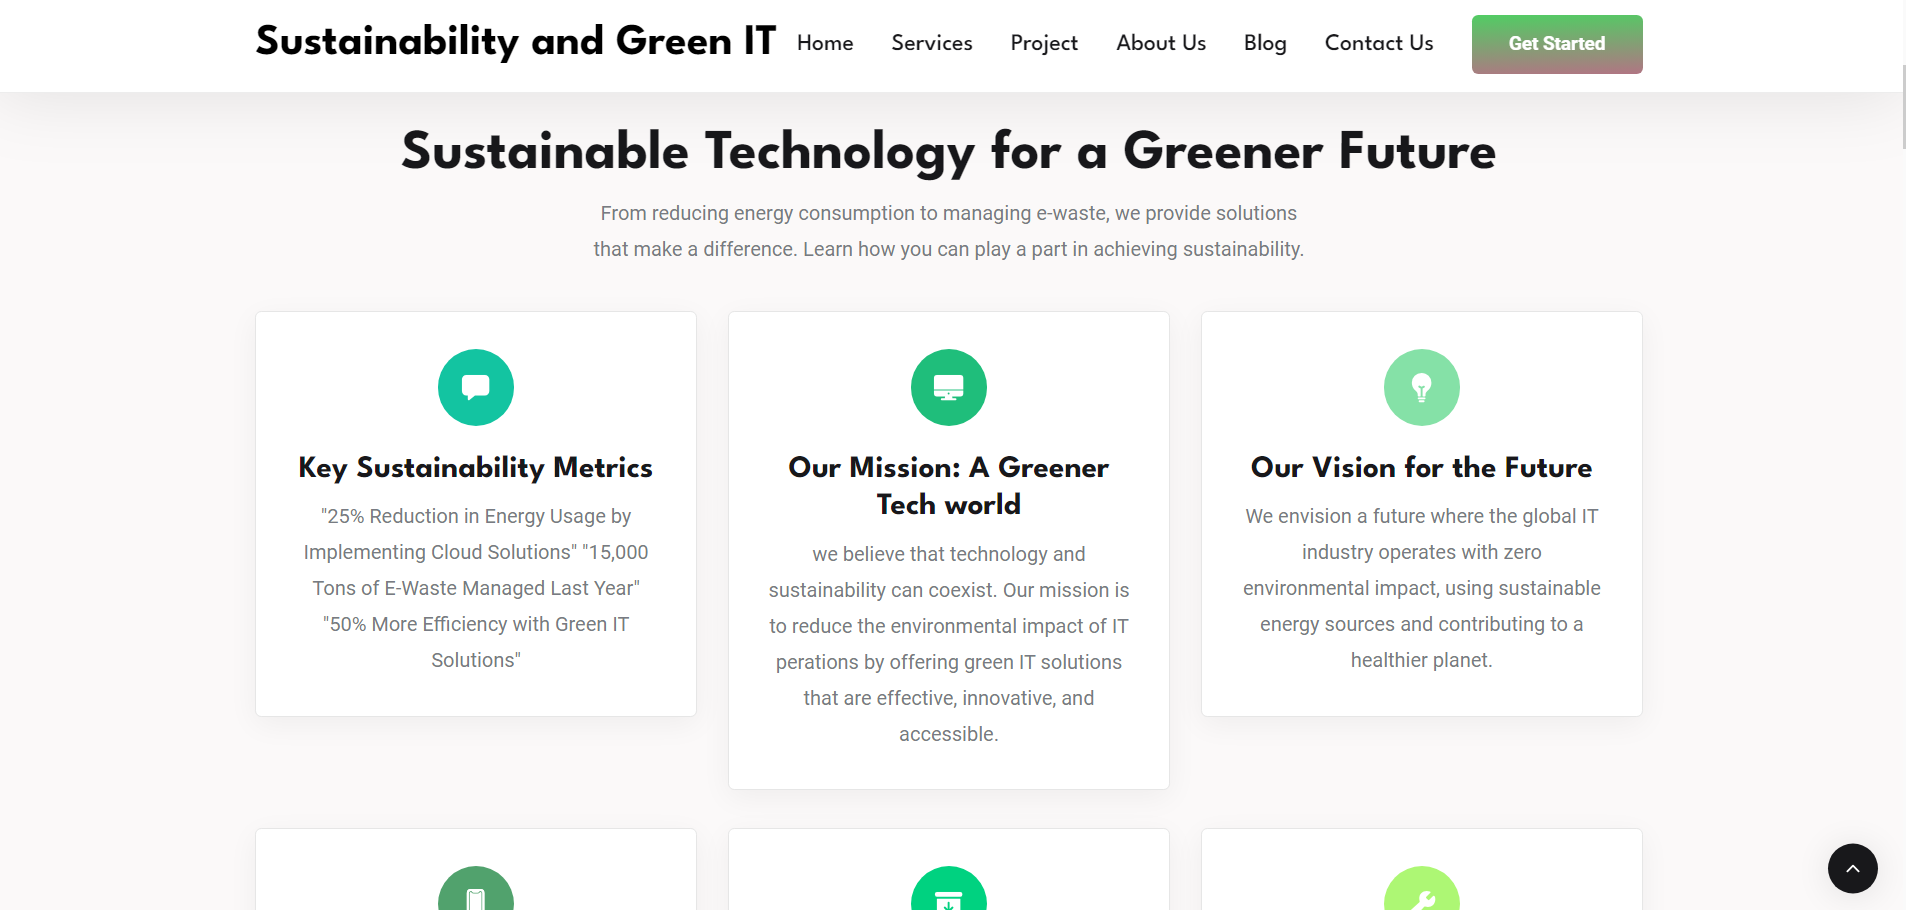 Sustainability and Green IT Home Services Project About Us Blog Contact Us Get Started
Sustainable Technology for a Greener Future
From reducing energy consumption to managing e-waste, we provide solutions
that make a difference. Learn how you can play a part in achieving sustainability.
Key Sustainability Metrics
"25% Reduction in Energy Usage by
Implementing Cloud Solutions" "15,000
Tons of E-Waste Managed Last Year"
"50% More Efficiency with Green IT
Solutions"
Our Mission: A Greener
Tech world
we believe that technology and
sustainability can coexist. Our mission is
to reduce the environmental impact of IT
perations by offering green IT solutions
that are effective, innovative, and
accessible.
Our Vision for the Future
We envision a future where the global IT
industry operates with zero
environmental impact, using sustainable
energy sources and contributing to a
healthier planet.